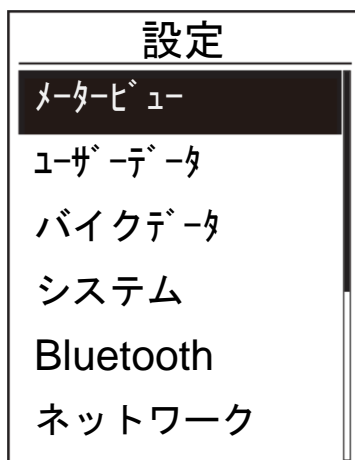 設定
ﾒｰﾀｰﾋﾞｭｰ
ﾕｰｻﾞｰﾃﾞｰﾀ
バイクﾃﾞｰﾀ
システム
Bluetooth
ネットワーク